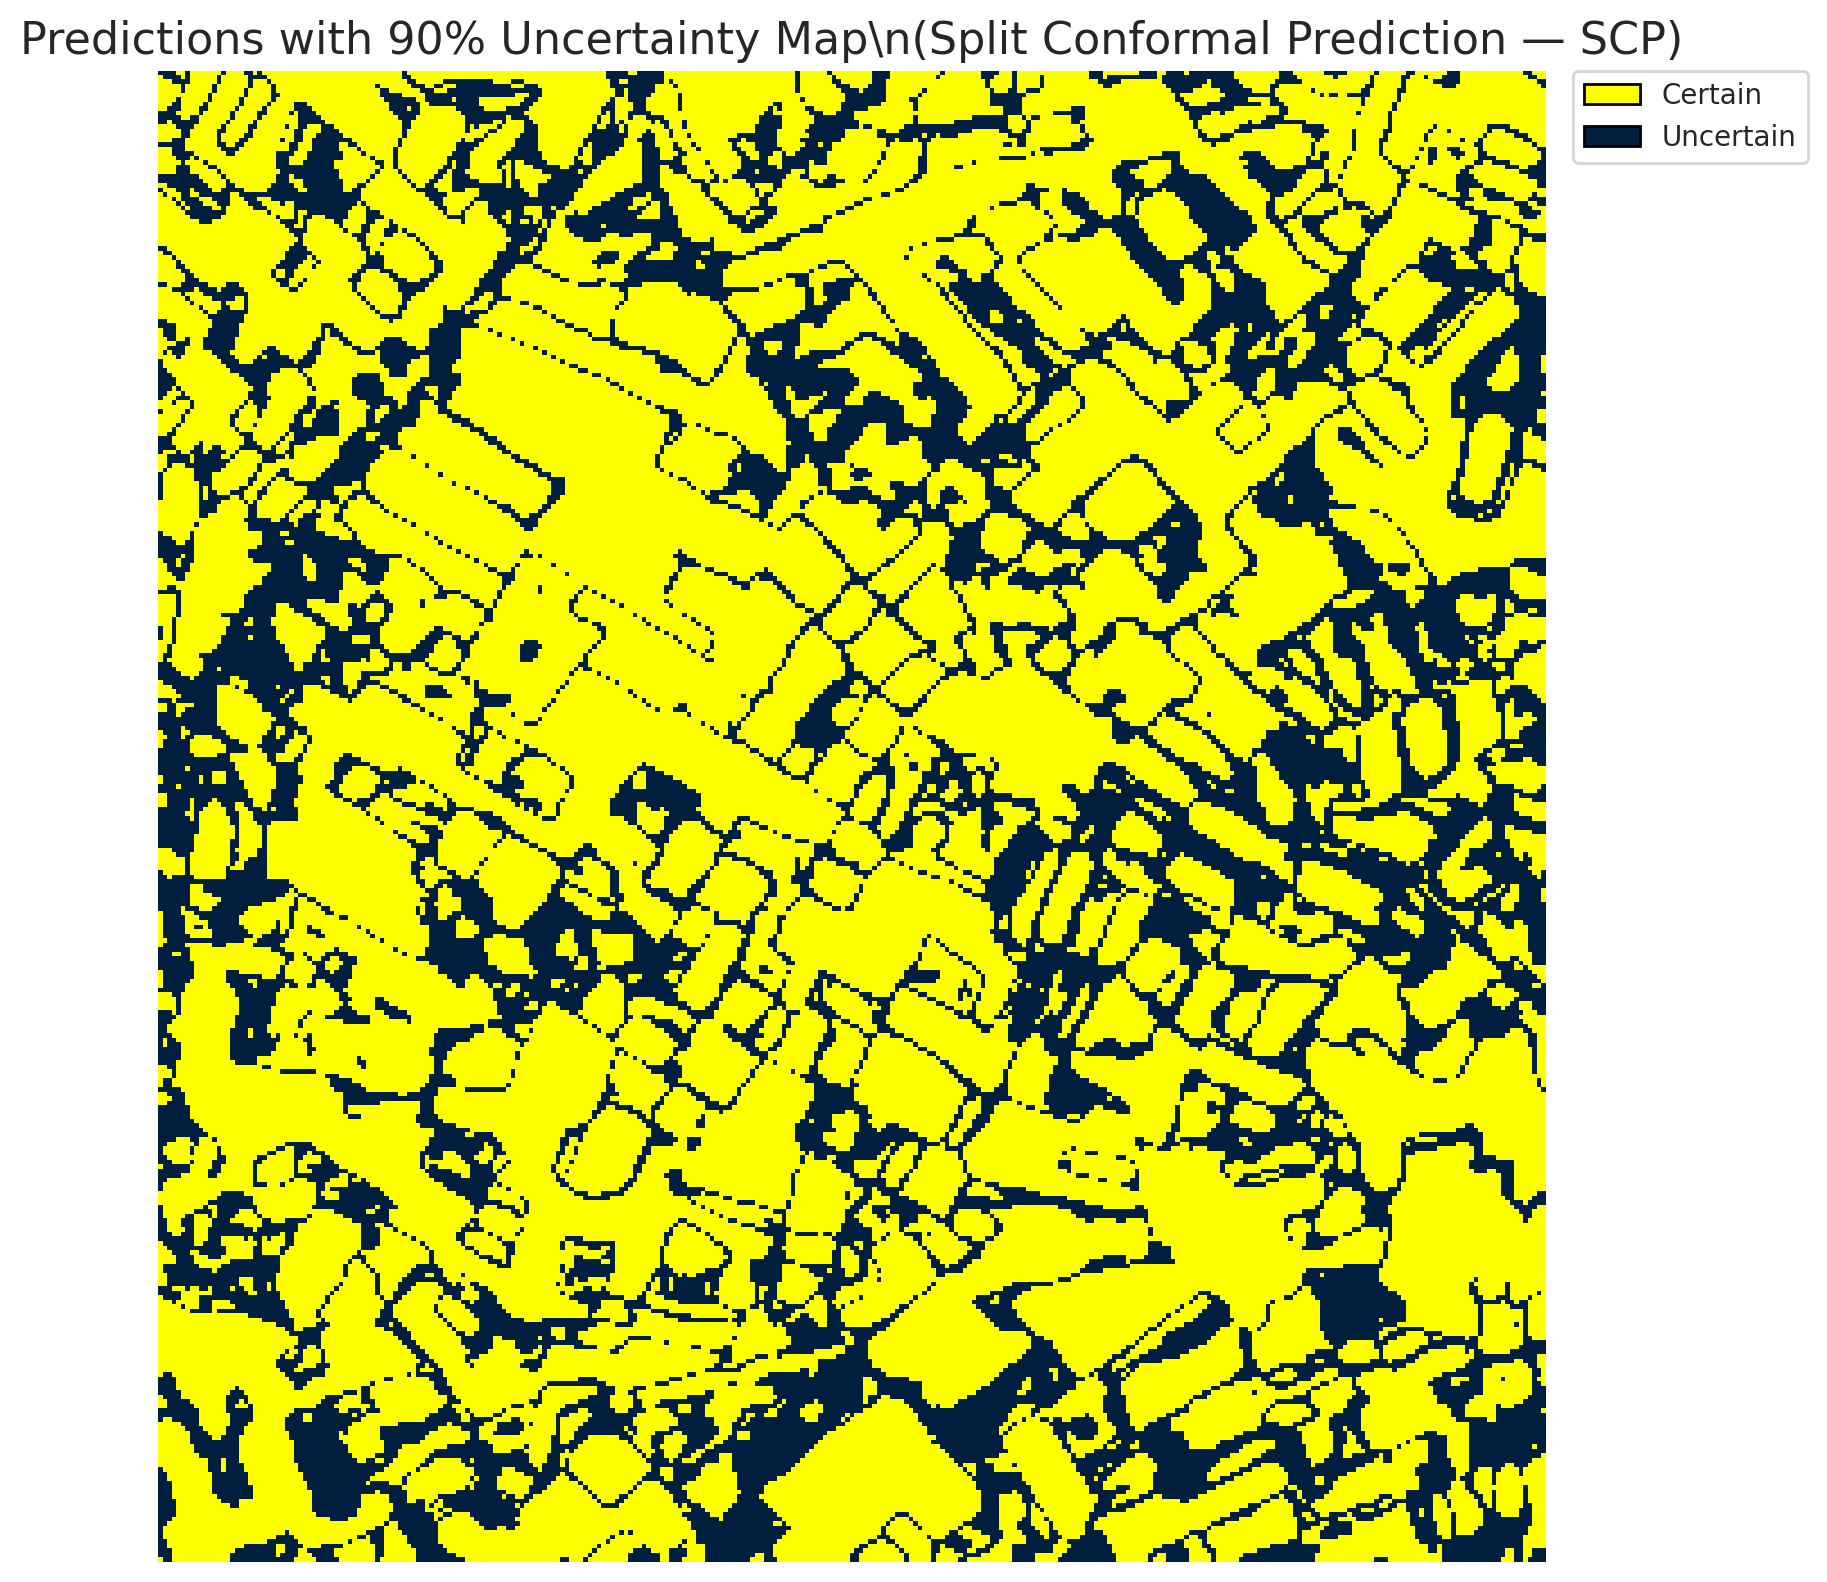 Predictions with 90% Uncertainty Map\n(Split Conformal Prediction — SCP)
Certain
Uncertain